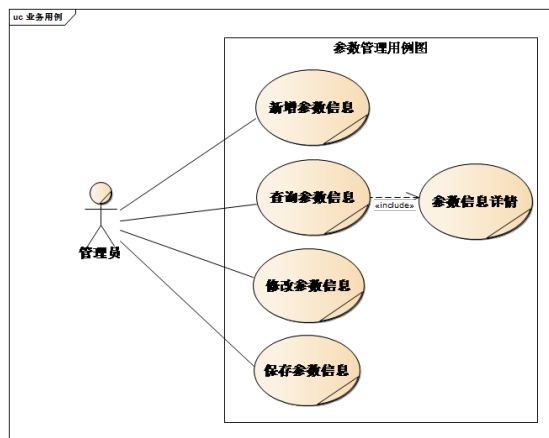 uc 业务用例
参数管理用例图
新增参数信息
查询参数信息
«include»
参数信息详情
管理员
修改参数信息
保存参数信息